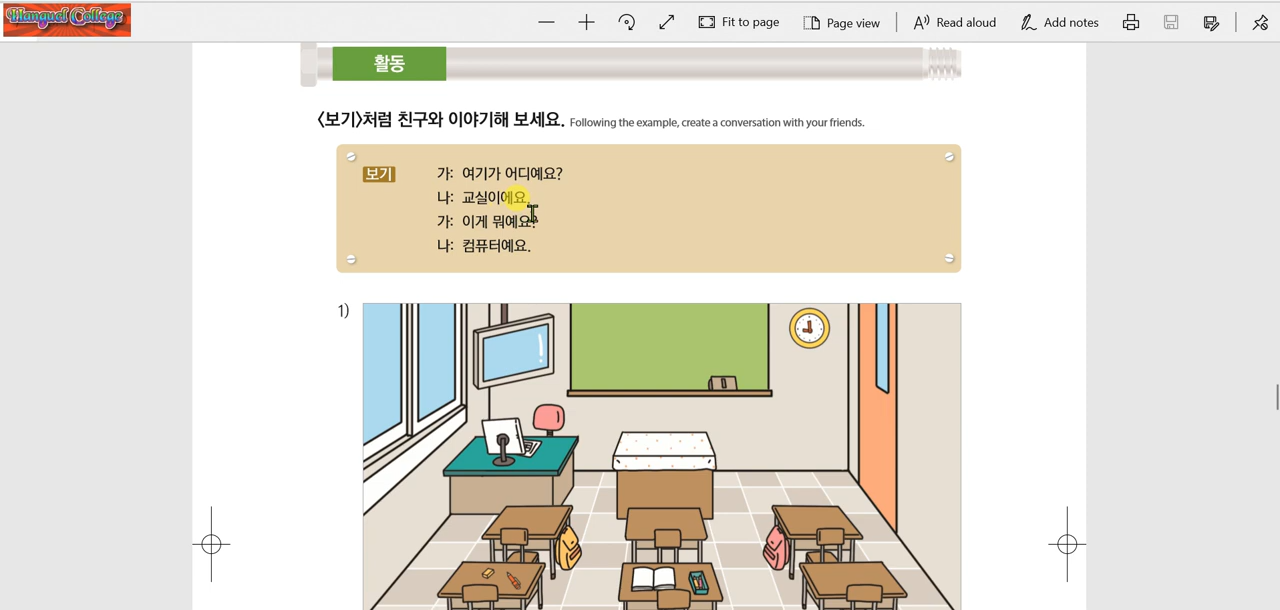 Hanguel College
Fit to page
Page view
Read aloud
Add notes
활동
<보기>처럼 친구와 이야기해 보세요. Following the example, create a conversation with your friends.
보기
가: 여기가 어디예요?
나: 교실이에요.
가: 이게 뭐예요?
나: 컴퓨터예요.
1)